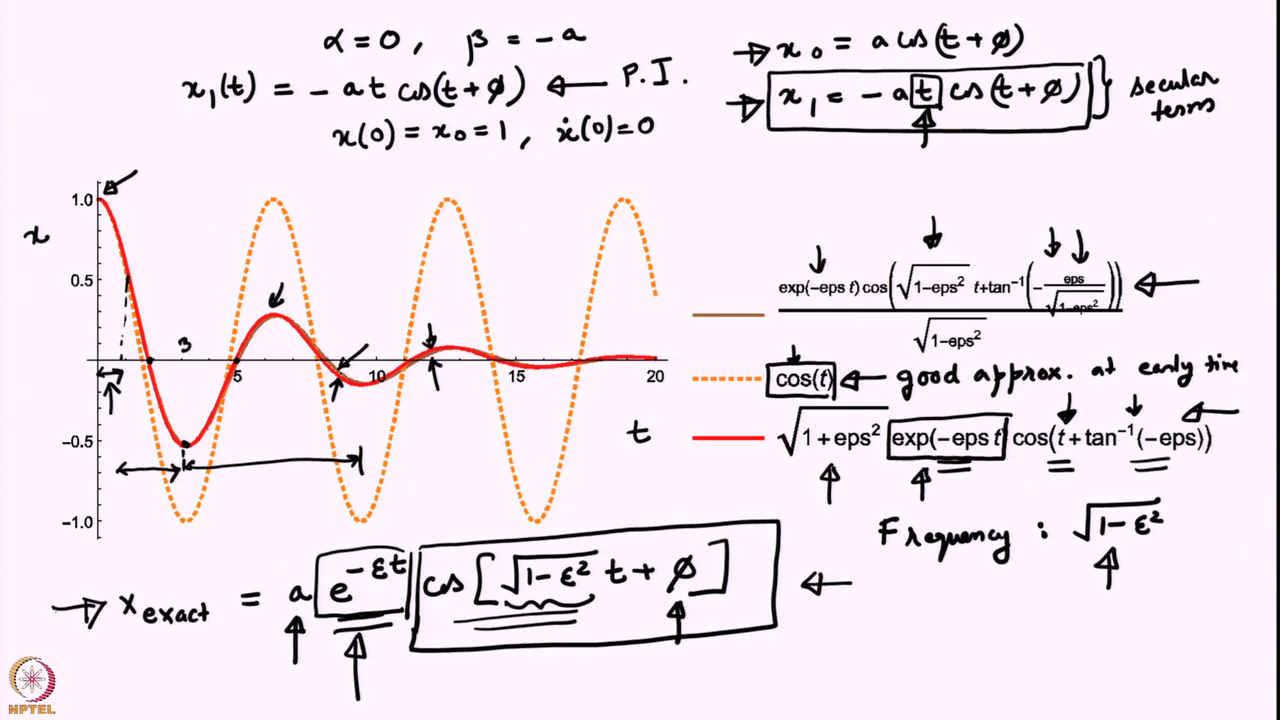 α = 0 , β = -a
x₁(t) = - a t cos(t + φ) ← P.I.
x(0) = x₀ = 1 , ẋ(0) = 0
→ x₀ = a cos(t + φ)
→ x₁ = - a t cos(t + φ) } secular terms
x
1.0
0.5
-0.5
-1.0
3
5 10 15 20
t
exp(-eps t) cos(√(1-eps²) t+tan⁻¹(-eps/√(1-eps²))) / √(1-eps²) ←
cos(t) ← good approx. at early time
√(1+eps²) exp(-eps t) cos(t+tan⁻¹(-eps)) ←
Frequency : √(1-ε²)
→ x_exact = a e^(-εt) cos[√(1-ε²) t + φ] ←
NPTEL